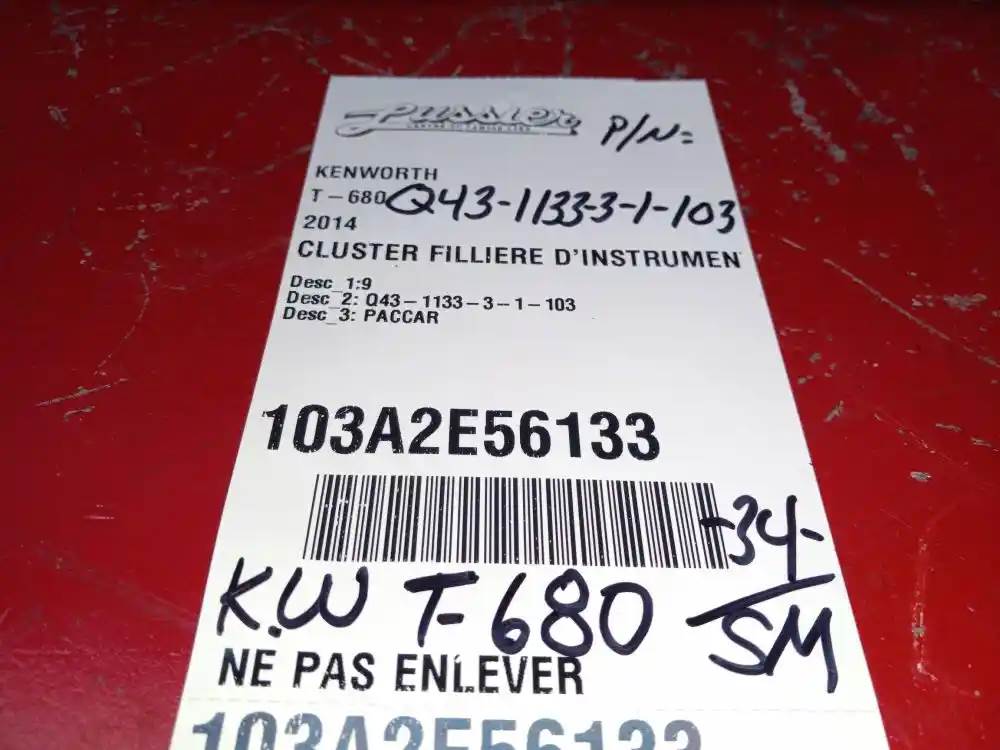 P/N:
KENWORTH
T-680 Q43-1133-3-1-103
2014
CLUSTER FILLIERE D'INSTRUMEN
Desc_1:9
Desc_2: Q43-1133-3-1-103
Desc_3: PACCAR
103A2E56133
-34-
K.W T-680 SM
NE PAS ENLEVER
103A2E56133